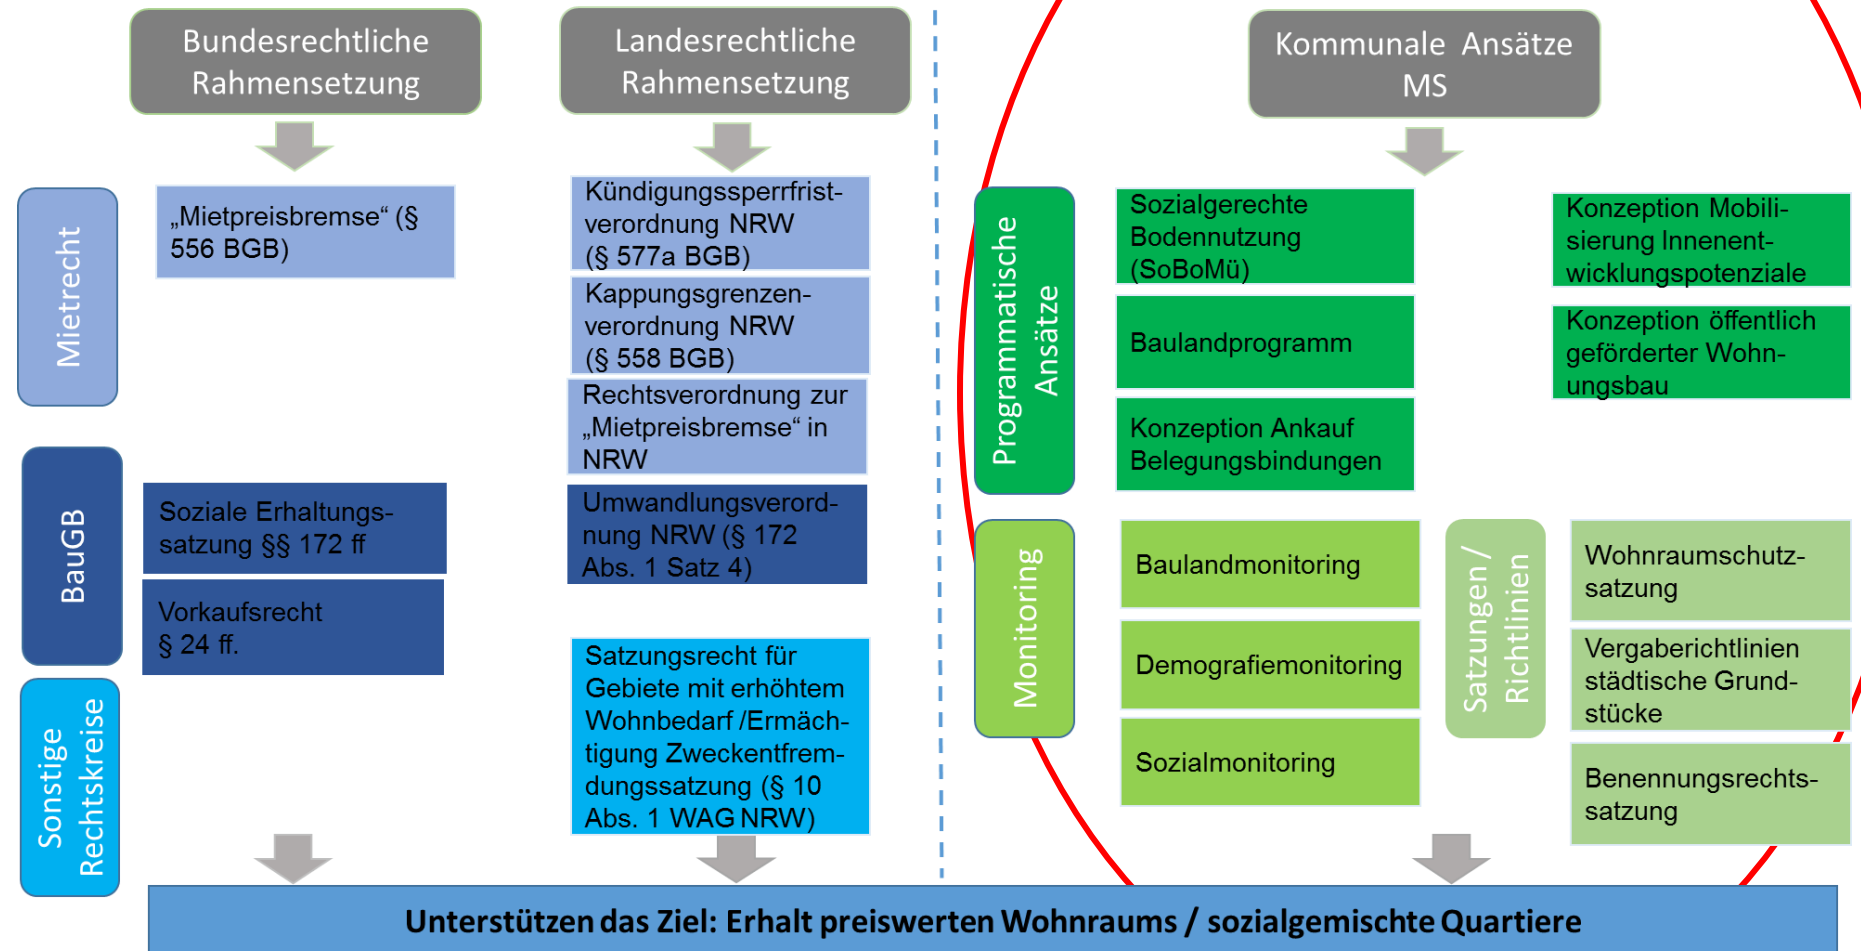 Bundesrechtliche
Rahmensetzung
Landesrechtliche
Rahmensetzung
Kommunale Ansätze
MS
Mietrecht
„Mietpreisbremse“ (§
556 BGB)
Kündigungssperrfrist-
verordnung NRW
(§ 577a BGB)
Kappungsgrenzen-
verordnung NRW
(§ 558 BGB)
Rechtsverordnung zur
„Mietpreisbremse“ in
NRW
BauGB
Soziale Erhaltungs-
satzung §§ 172 ff
Vorkaufsrecht
§ 24 ff.
Umwandlungsverord-
nung NRW (§ 172
Abs. 1 Satz 4)
Sonstige
Rechtskreise
Satzungsrecht für
Gebiete mit erhöhtem
Wohnbedarf /Ermäch-
tigung Zweckentfrem-
dungssatzung (§ 10
Abs. 1 WAG NRW)
Programmatische
Ansätze
Sozialgerechte
Bodennutzung
(SoBoMü)
Baulandprogramm
Konzeption Ankauf
Belegungsbindungen
Konzeption Mobili-
sierung Innenent-
wicklungspotenziale
Konzeption öffentlich
geförderter Wohn-
ungsbau
Monitoring
Baulandmonitoring
Demografiemonitoring
Sozialmonitoring
Satzungen /
Richtlinien
Wohnraumschutz-
satzung
Vergaberichtlinien
städtische Grund-
stücke
Benennungsrechts-
satzung
Unterstützen das Ziel: Erhalt preiswerten Wohnraums / sozialgemischte Quartiere